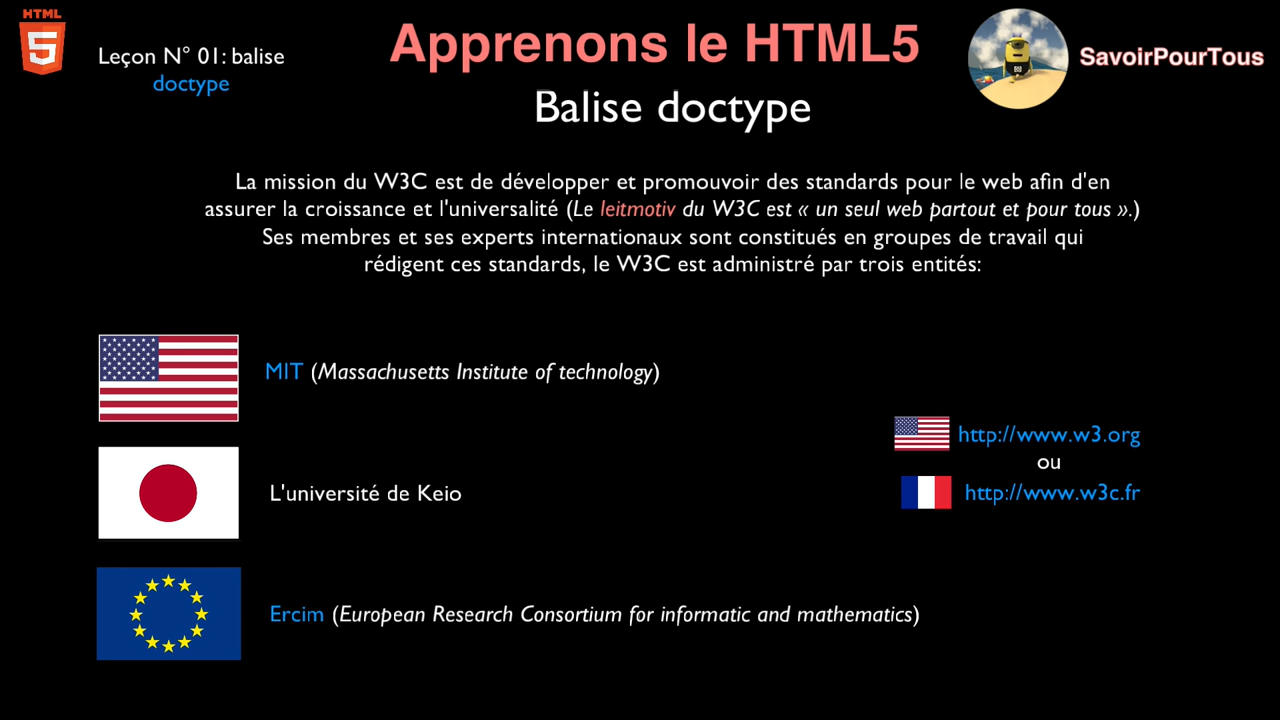 HTML
5
Leçon N° 01: balise
doctype
Apprenons le HTML5
Balise doctype
SavoirPourTous
La mission du W3C est de développer et promouvoir des standards pour le web afin d'en
assurer la croissance et l'universalité (Le leitmotiv du W3C est « un seul web partout et pour tous ».)
Ses membres et ses experts internationaux sont constitués en groupes de travail qui
rédigent ces standards, le W3C est administré par trois entités:
MIT (Massachusetts Institute of technology)
http://www.w3.org
ou
http://www.w3c.fr
L'université de Keio
Ercim (European Research Consortium for informatic and mathematics)